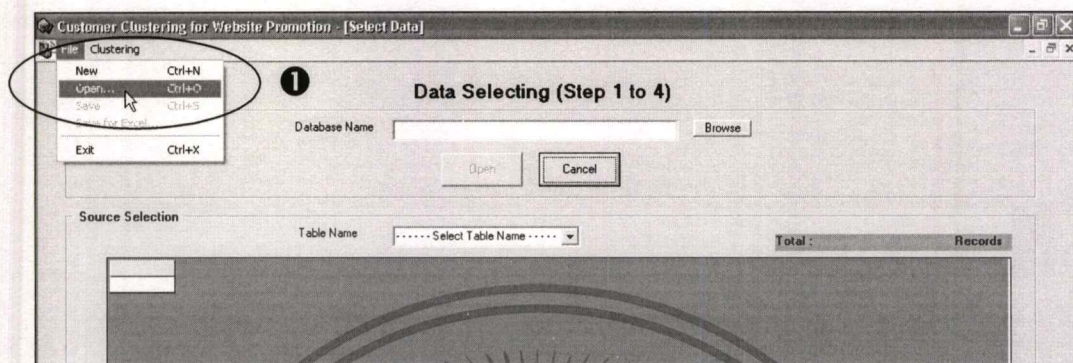 Customer Clustering for Website Promotion - [Select Data]
File Clustering
New Ctrl+N
Open... Ctrl+O
Save Ctrl+S
Save for Excel...
Exit Ctrl+X
1
Data Selecting (Step 1 to 4)
Database Name Browse
Open Cancel
Source Selection
Table Name ------ Select Table Name -----
Total : Records